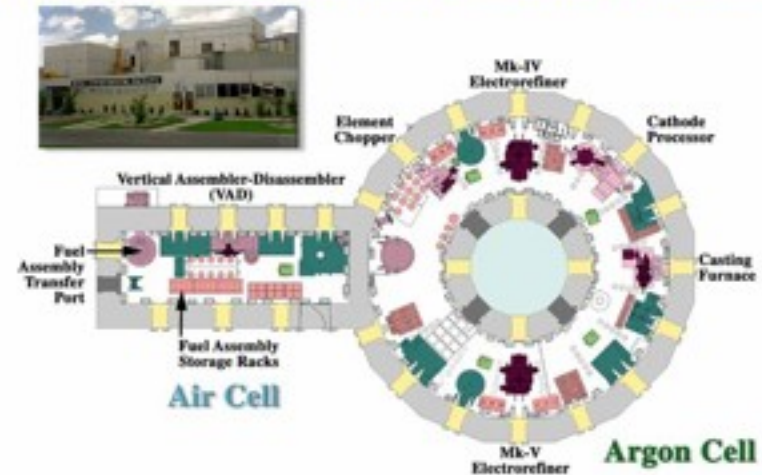 Mk-IV
Electrorefiner
Element
Chopper
Cathode
Processor
Vertical Assembler-Disassembler
(VAD)
Fuel
Assembly
Transfer
Port
Casting
Furnace
Fuel Assembly
Storage Racks
Air Cell
Mk-V
Electrorefiner
Argon Cell